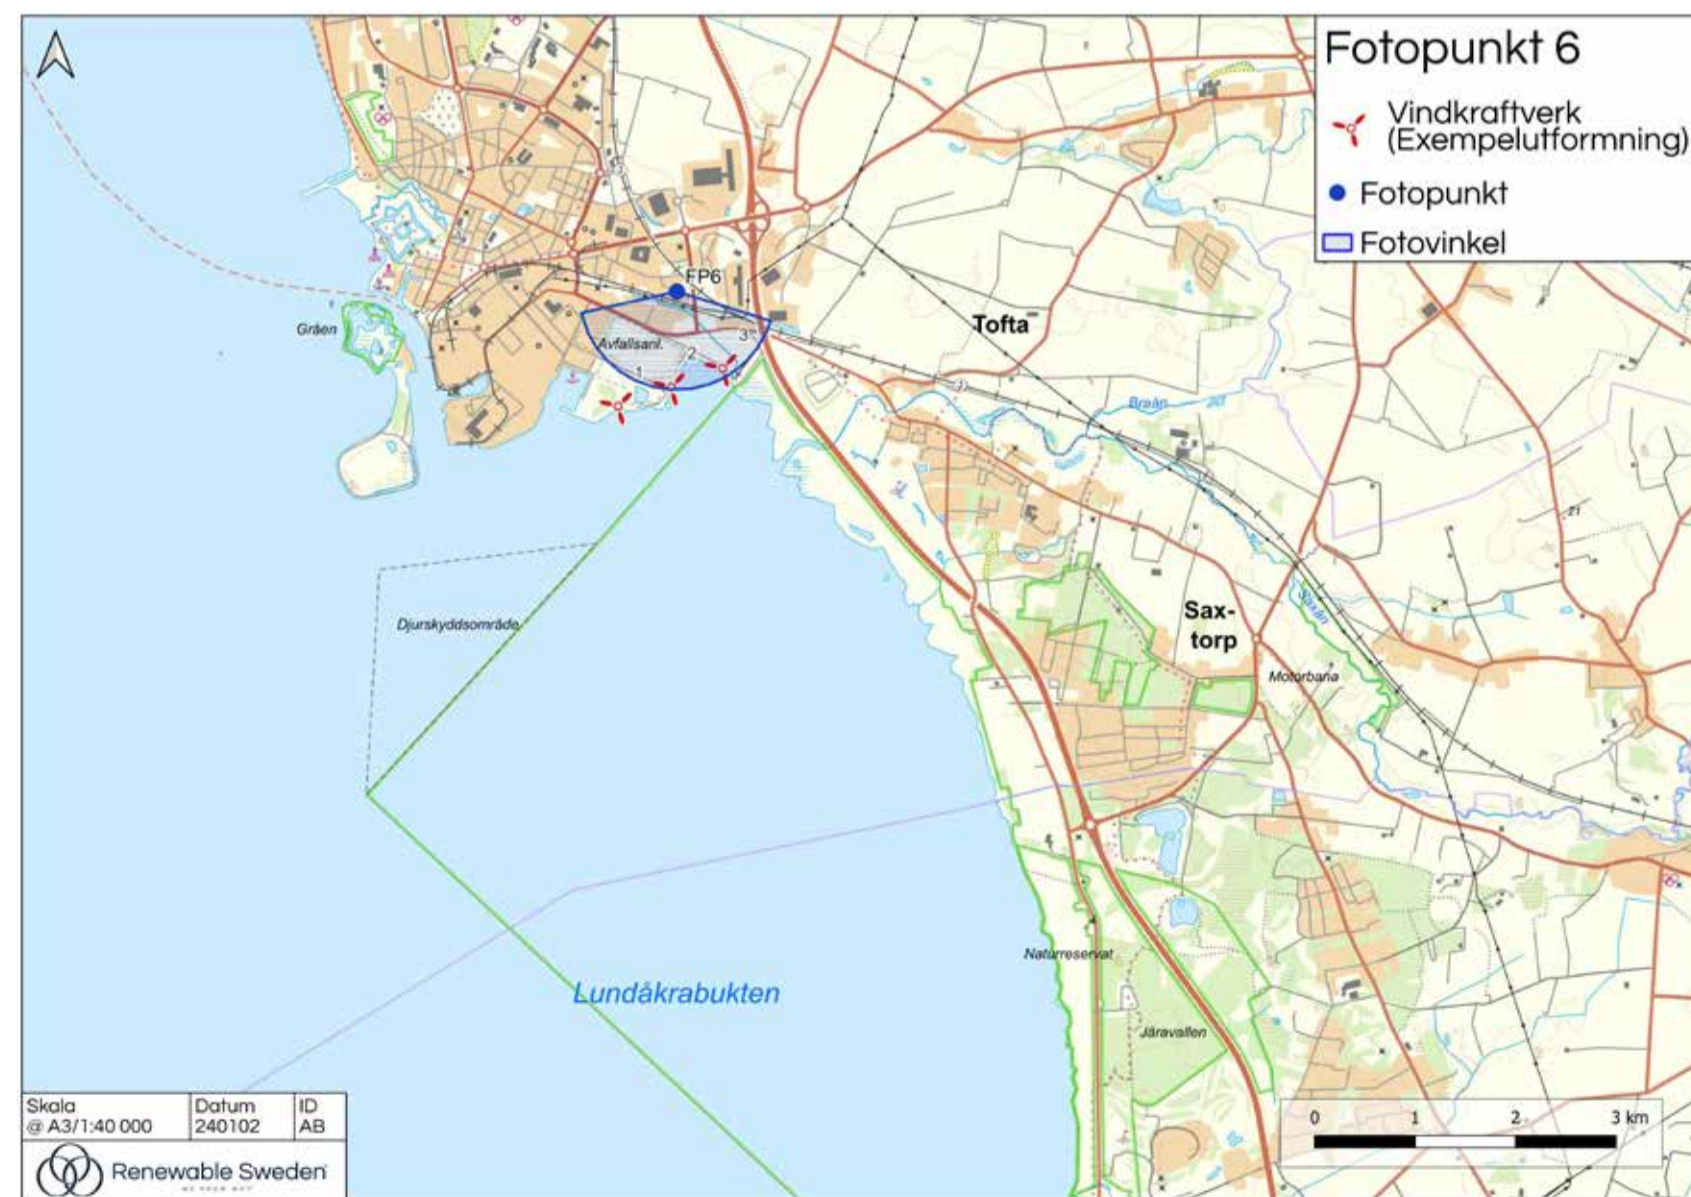 Fotopunkt 6
Vindkraftverk
(Exempelutformning)
Fotopunkt
Fotovinkel
FP6
Gråen
Avfallsanl.
1
2
3
Tofta
Braån
21
Djurskyddsområde
Sax-
torp
Saxån
Motorbana
Naturreservat
Lundåkrabukten
Järavallen
Skala
@ A3/1:40 000
Datum
240102
ID
AB
Renewable Sweden
0 1 2 3 km